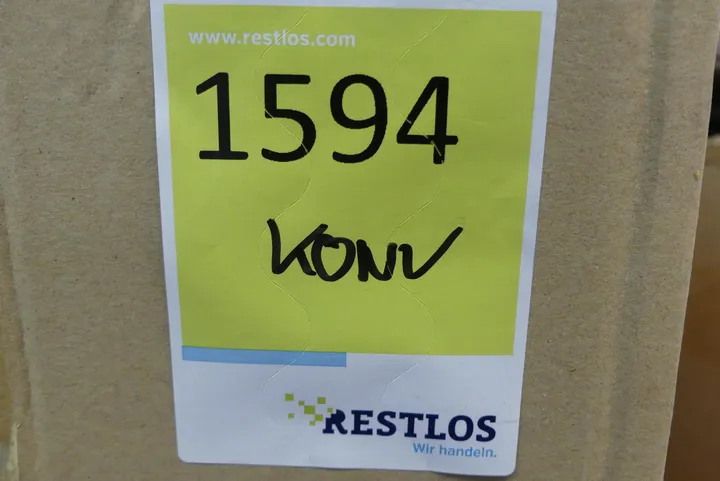 www.restlos.com
1594
KONV
RESTLOS
Wir handeln.